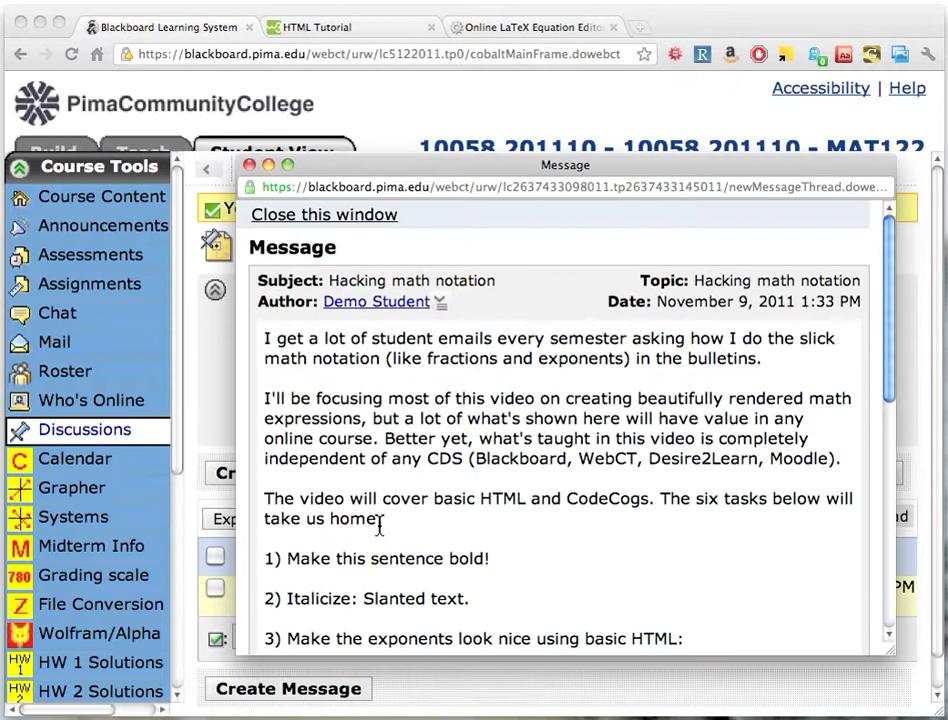 Blackboard Learning System
HTML Tutorial
Online LaTeX Equation Edito
https://blackboard.pima.edu/webct/urw/lc5122011.tp0/cobaltMainFrame.dowebct
PimaCommunityCollege
Accessibility | Help
Build
Teach
Student View
10058 201110 - 10058 201110 - MAT122
Course Tools
Course Content
Announcements
Assessments
Assignments
Chat
Mail
Roster
Who's Online
Discussions
Calendar
Grapher
Systems
Midterm Info
780 Grading scale
File Conversion
Wolfram/Alpha
HW 1 HW 1 Solutions
HW 2 HW 2 Solutions
Message
https://blackboard.pima.edu/webct/urw/lc2637433098011.tp2637433145011/newMessageThread.dowe...
Close this window
Message
Subject: Hacking math notation
Topic: Hacking math notation
Author: Demo Student
Date: November 9, 2011 1:33 PM
I get a lot of student emails every semester asking how I do the slick
math notation (like fractions and exponents) in the bulletins.
I'll be focusing most of this video on creating beautifully rendered math
expressions, but a lot of what's shown here will have value in any
online course. Better yet, what's taught in this video is completely
independent of any CDS (Blackboard, WebCT, Desire2Learn, Moodle).
The video will cover basic HTML and CodeCogs. The six tasks below will
take us home
1) Make this sentence bold!
2) Italicize: Slanted text.
3) Make the exponents look nice using basic HTML:
PM
Create Message